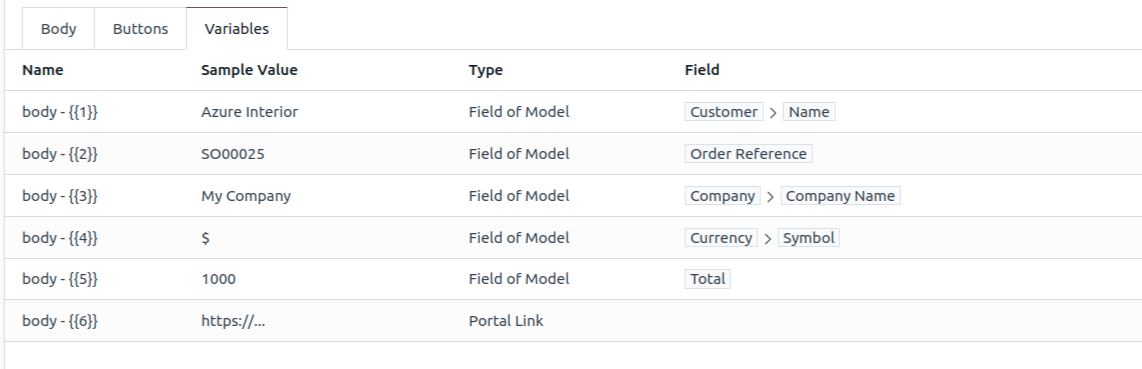 Body Buttons Variables
Name Sample Value Type Field
body - {{1}} Azure Interior Field of Model Customer > Name
body - {{2}} SO00025 Field of Model Order Reference
body - {{3}} My Company Field of Model Company > Company Name
body - {{4}} $ Field of Model Currency > Symbol
body - {{5}} 1000 Field of Model Total
body - {{6}} https://... Portal Link